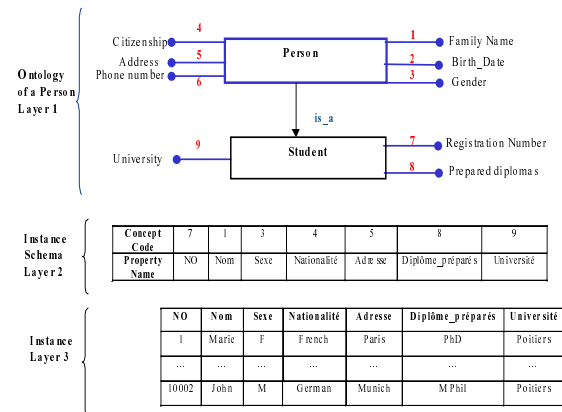 Ontology
of a Person
Layer 1
Citizenship
4
Person
1
Family Name
Address
5
2
Birth_Date
Phone number
6
3
Gender
is_a
University
9
Student
7
Registration Number
8
Prepared diplomas
Instance
Schema
Layer 2
Concept
Code
7 1 3 4 5 8 9
Property
Name
NO Nom Sexe Nationalité Adresse Diplôme_préparés Université
Instance
Layer 3
NO Nom Sexe Nationalité Adresse Diplôme_préparés Université
1 Marie F French Paris PhD Poitiers
... ... ... ... ... ... ...
10002 John M German Munich MPhil Poitiers